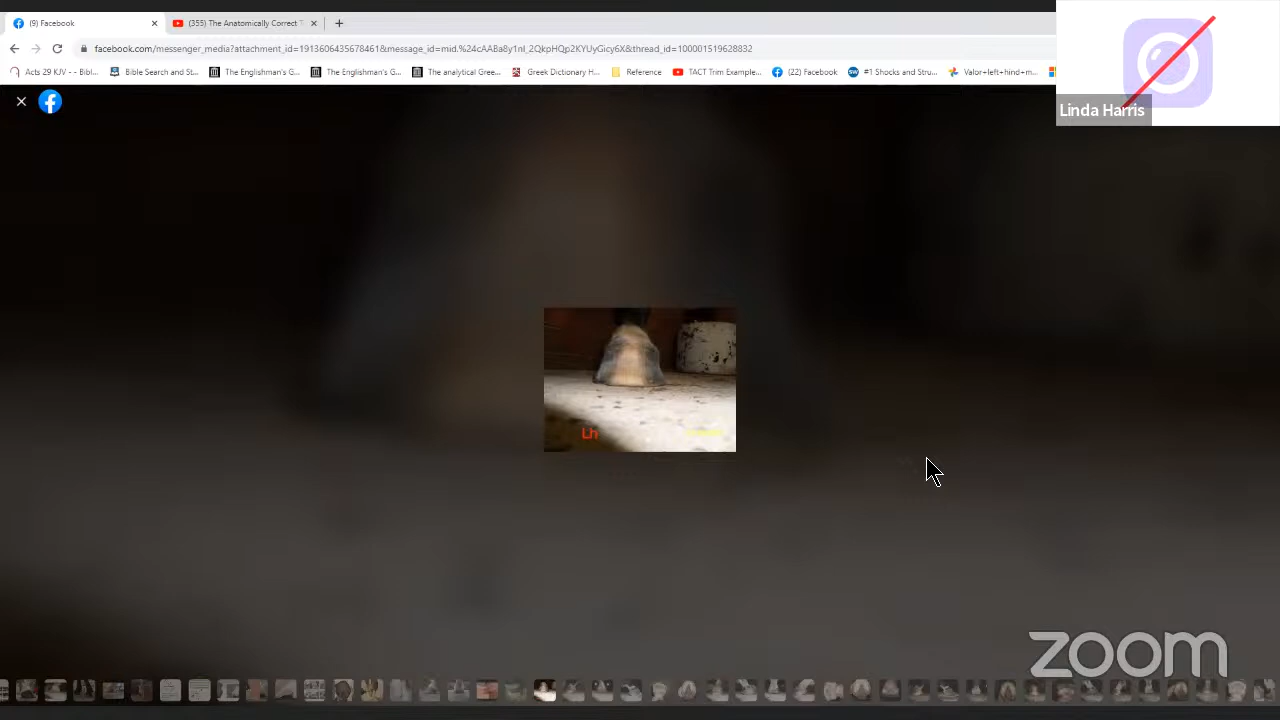 (9) Facebook
(355) The Anatomically Correct T
facebook.com/messenger_media?attachment_id=1913606435678461&message_id=mid.%24cAABa8y1nI_2QkpHQp2KYUyGicy6X&thread_id=100001519628832
Acts 29 KJV - - Bibl...
Bible Search and St...
The Englishman's G...
The Englishman's G...
The analytical Gree...
Greek Dictionary H...
Reference
TACT Trim Example...
(22) Facebook
#1 Shocks and Stru...
Valor+left+hind+m...
Linda Harris
Lh
zoom